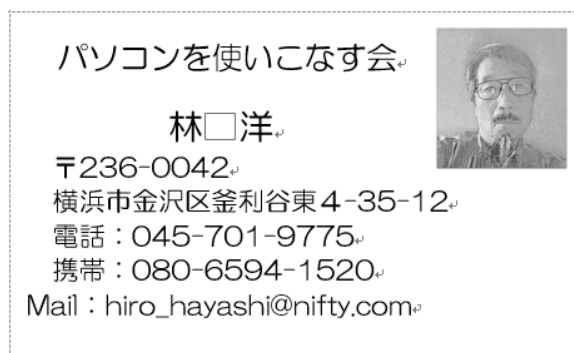 パソコンを使いこなす会
林□洋
〒236-0042
横浜市金沢区釜利谷東４-35-12
電話：045-701-9775
携帯：080-6594-1520
Mail：hiro_hayashi@nifty.com